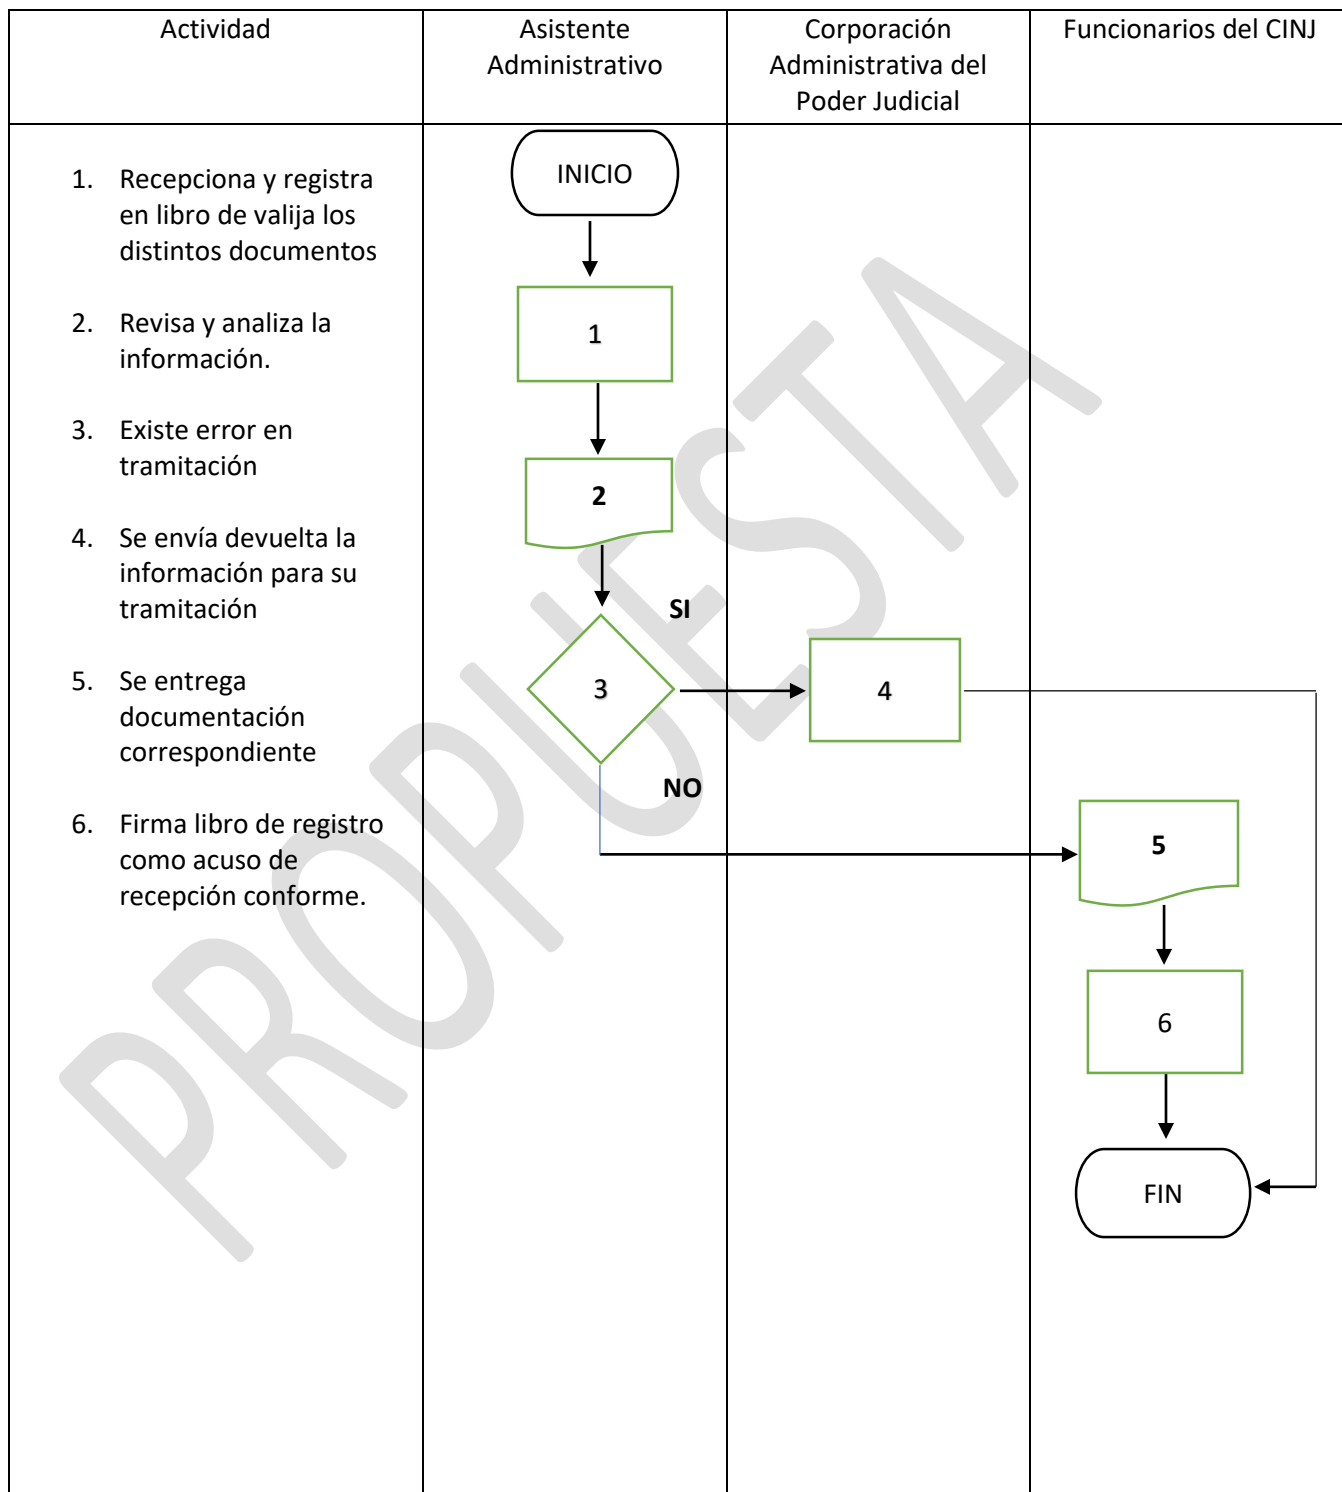 Actividad
Asistente
Administrativo
Corporación
Administrativa del
Poder Judicial
Funcionarios del CINJ
1. Recepciona y registra
en libro de valija los
distintos documentos
2. Revisa y analiza la
información.
3. Existe error en
tramitación
4. Se envía devuelta la
información para su
tramitación
5. Se entrega
documentación
correspondiente
6. Firma libro de registro
como acuso de
recepción conforme.
INICIO
1
2
SI
3
4
NO
5
6
FIN
PROPUESTA